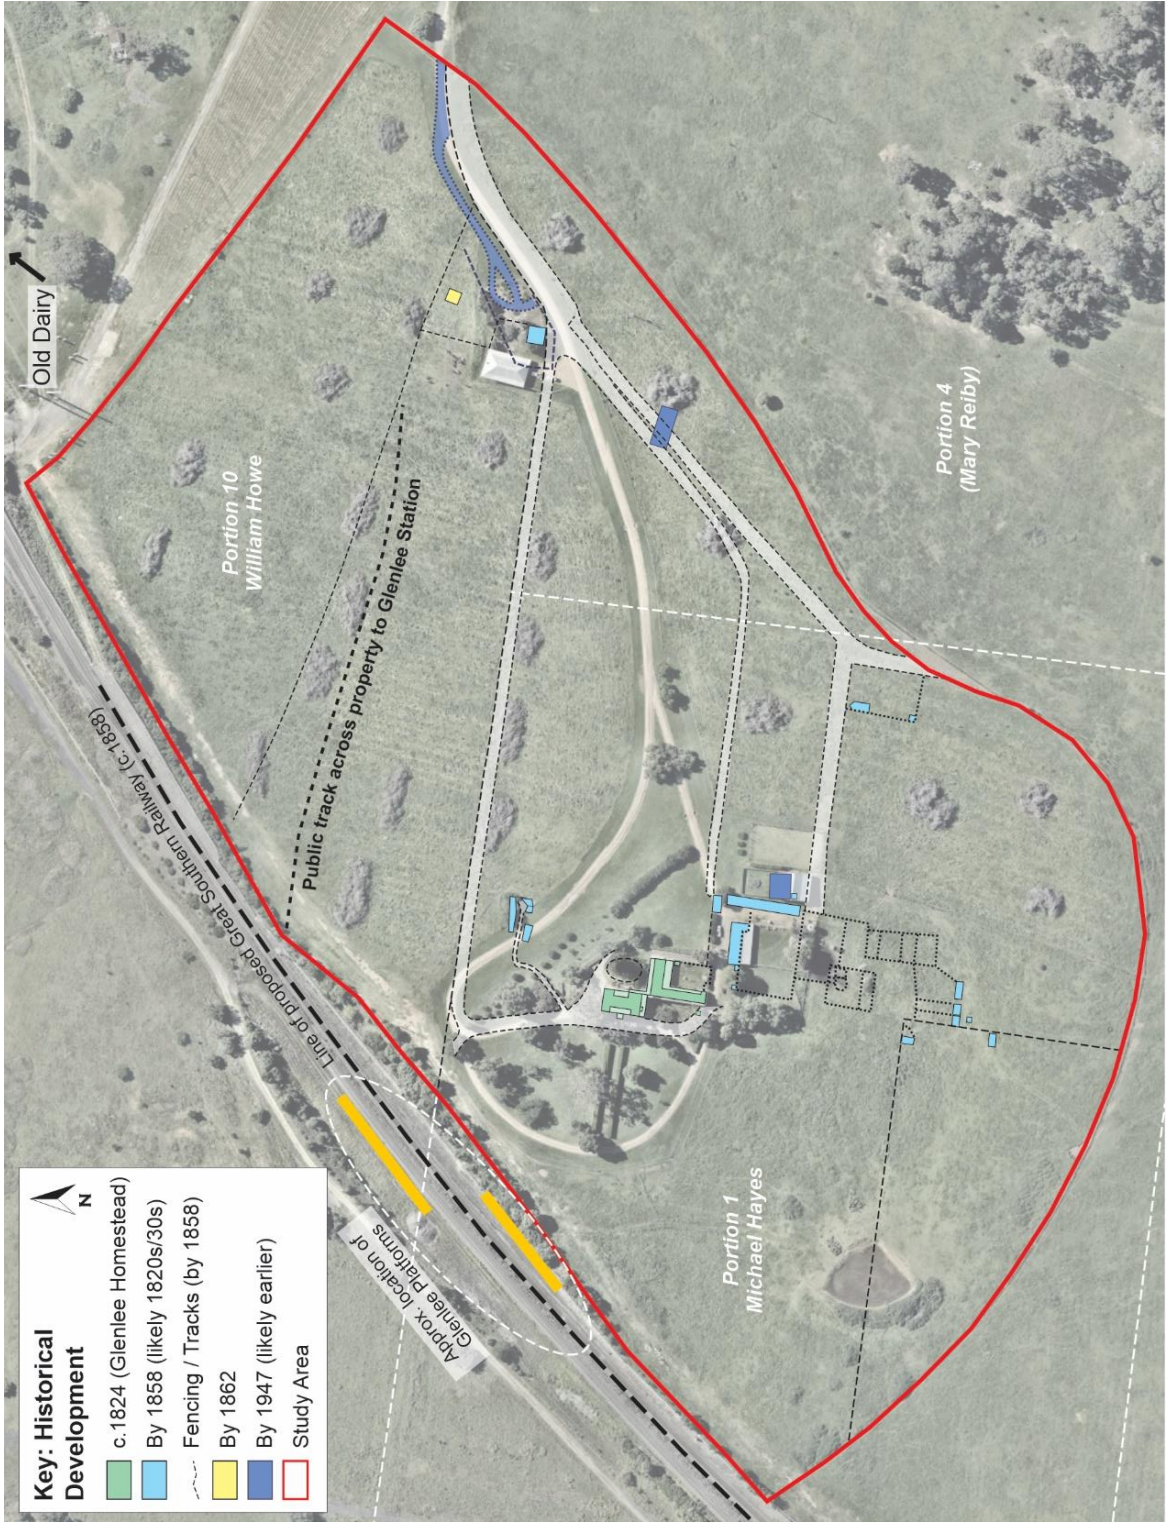 Key: Historical
Development
c.1824 (Glenlee Homestead)
By 1858 (likely 1820s/30s)
Fencing / Tracks (by 1858)
By 1862
By 1947 (likely earlier)
Study Area
N
Approx. location of
Glenlee Platforms
Line of proposed Great Southern Railway (c.1858)
Public track across property to Glenlee Station
Old Dairy
Portion 10
William Howe
Portion 1
Michael Hayes
Portion 4
(Mary Reiby)